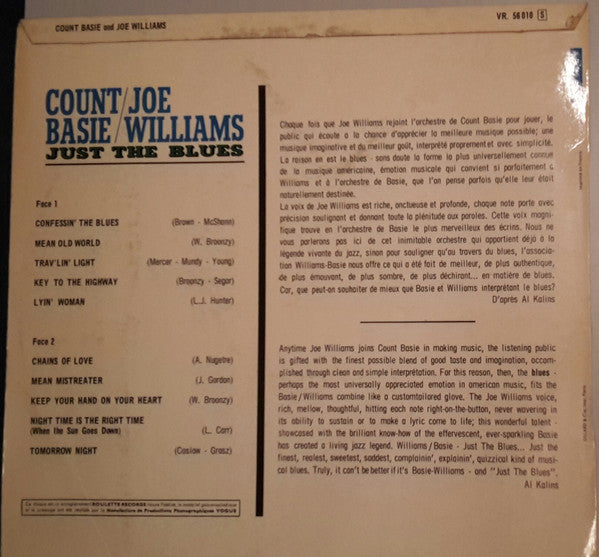 COUNT BASIE and JOE WILLIAMS
VR. 56010 S
COUNT/JOE
BASIE/WILLIAMS
JUST THE BLUES
Face 1
CONFESSIN' THE BLUES (Brown - McShann)
MEAN OLD WORLD (W. Broonzy)
TRAV'LIN' LIGHT (Mercer - Mundy - Young)
KEY TO THE HIGHWAY (Broonzy - Segar)
LYIN' WOMAN (L.J. Hunter)
Face 2
CHAINS OF LOVE (A. Nugetre)
MEAN MISTREATER (J. Gordon)
KEEP YOUR HAND ON YOUR HEART (W. Broonzy)
NIGHT TIME IS THE RIGHT TIME
(When the Sun Goes Down) (L. Carr)
TOMORROW NIGHT (Coslow - Grosz)
Ce disque est un enregistrement ROULETTE RECORDS
Manufacture de Productions Phonographiques VOGUE
Chaque fois que Joe Williams rejoint l'orchestre de Count Basie pour jouer, le
public qui écoute a la chance d'apprécier la meilleure musique possible; une
musique imaginative et du meilleur goût, interprété proprement et avec simplicité.
La raison en est le blues - sans doute la forme la plus universellement connue
de la musique américaine, émotion musicale qui convient si parfaitement à
Williams et à l'orchestre de Basie, que l'on pense parfois qu'elle leur était
naturellement destinée.
La voix de Joe Williams est riche, onctueuse et profonde, chaque note porte avec
précision soulignant et donnant toute la plénitude aux paroles. Cette voix magni-
fique trouve en l'orchestre de Basie le plus merveilleux des écrins. Nous ne
vous parlerons pas ici de cet inimitable orchestre qui appartient déjà à la
légende vivante du jazz, sinon pour souligner qu'au travers du blues, l'associa-
tion Williams-Basie nous offre ce qui a été fait de meilleur, de plus authentique,
de plus émouvant, de plus sombre, de plus déchirant... en matière de blues.
Car, que peut-on souhaiter de mieux que Basie et Williams interprétant le blues?
D'après Al Kalins
Anytime Joe Williams joins Count Basie in making music, the listening public
is gifted with the finest possible blend of good taste and imagination, accom-
plished through clean and simple interprétation. For this reason, then, the blues -
perhaps the most universally appreciated emotion in american music, fits the
Basie/Williams combine like a customtailored glove. The Joe Williams voice,
rich, mellow, thoughtful, hitting each note right-on-the-button, never wavering in
its ability to sustain or to make a lyric come to life; this wonderful talent -
showcased with the brilliant know-how of the effervescent, ever-sparkling Basie
has created a living jazz legend. Williams/Basie - Just The Blues... Just the
finest, realest, sweetest, saddest, complainin', explainin', quizzical kind of musi-
cal blues. Truly, it can't be better if it's Basie-Williams - and "Just The Blues".
Al Kalins